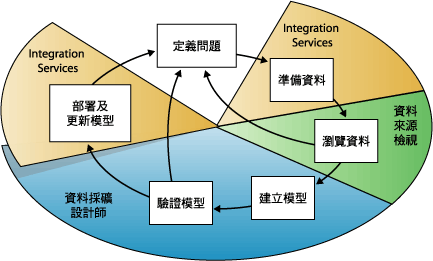 Integration
Services
定義問題
Integration
Services
準備資料
部署及
更新模型
資料
來源
檢視
瀏覽資料
資料採礦
設計師
驗證模型
建立模型